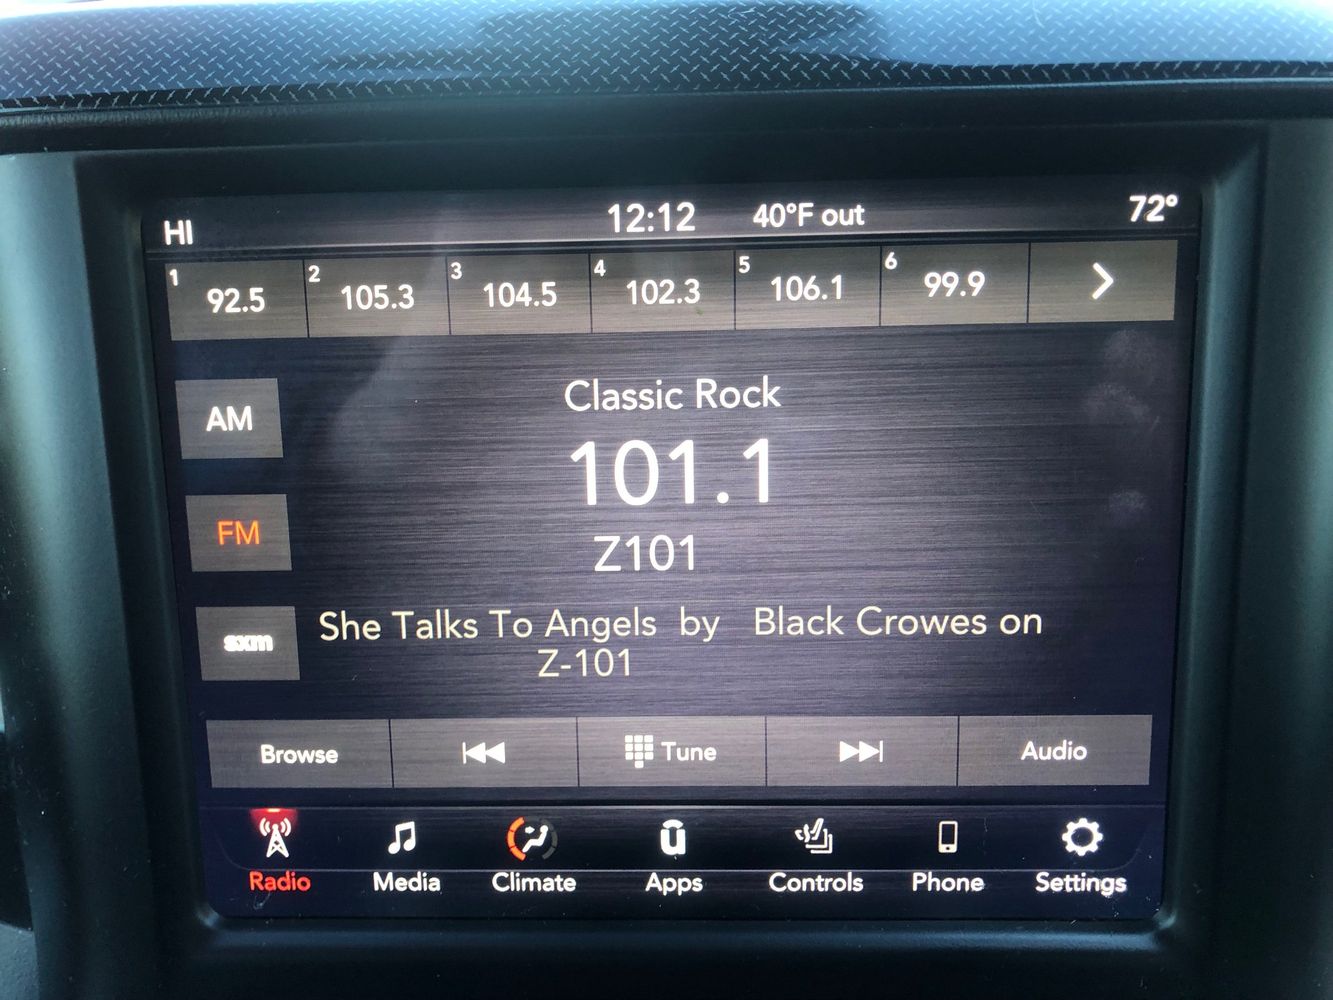 HI 12:12 40°F out 72°
1 92.5 2 105.3 3 104.5 4 102.3 5 106.1 6 99.9
Classic Rock
AM
101.1
FM
Z101
She Talks To Angels by Black Crowes on
sxm
Z-101
Browse Tune Audio
Radio Media Climate Apps Controls Phone Settings